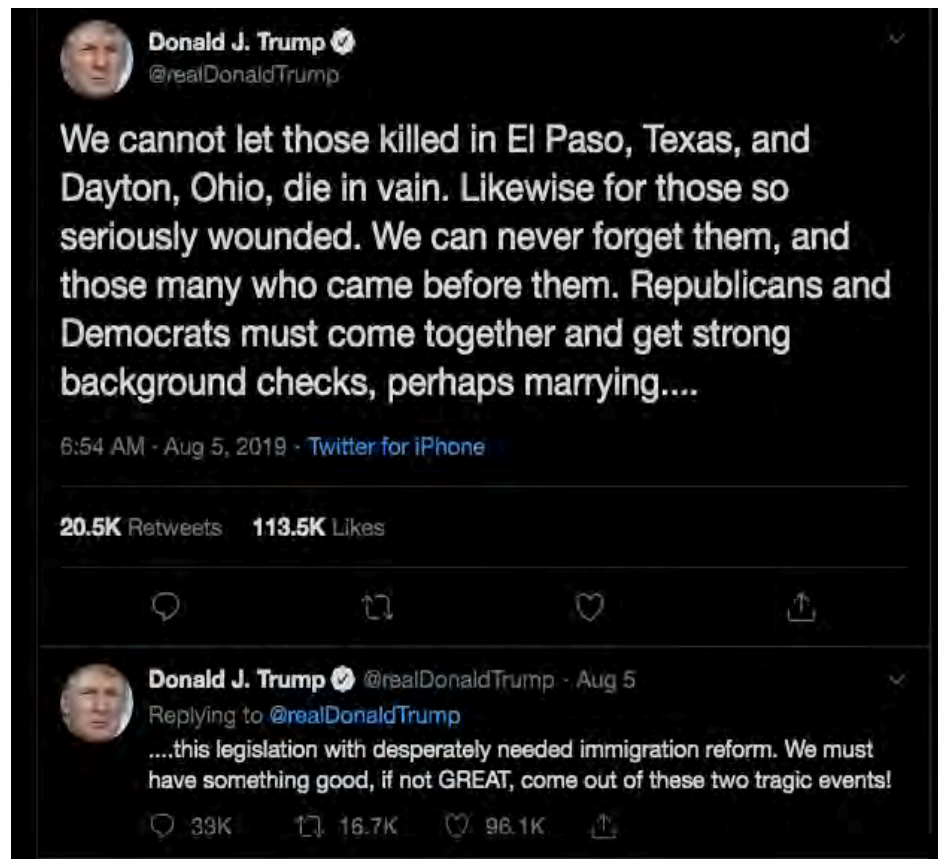 Donald J. Trump
@realDonaldTrump
We cannot let those killed in El Paso, Texas, and
Dayton, Ohio, die in vain. Likewise for those so
seriously wounded. We can never forget them, and
those many who came before them. Republicans and
Democrats must come together and get strong
background checks, perhaps marrying....
6:54 AM - Aug 5, 2019 - Twitter for iPhone
20.5K Retweets 113.5K Likes
Donald J. Trump @realDonaldTrump - Aug 5
Replying to @realDonaldTrump
....this legislation with desperately needed immigration reform. We must
have something good, if not GREAT, come out of these two tragic events!
33K 16.7K 96.1K